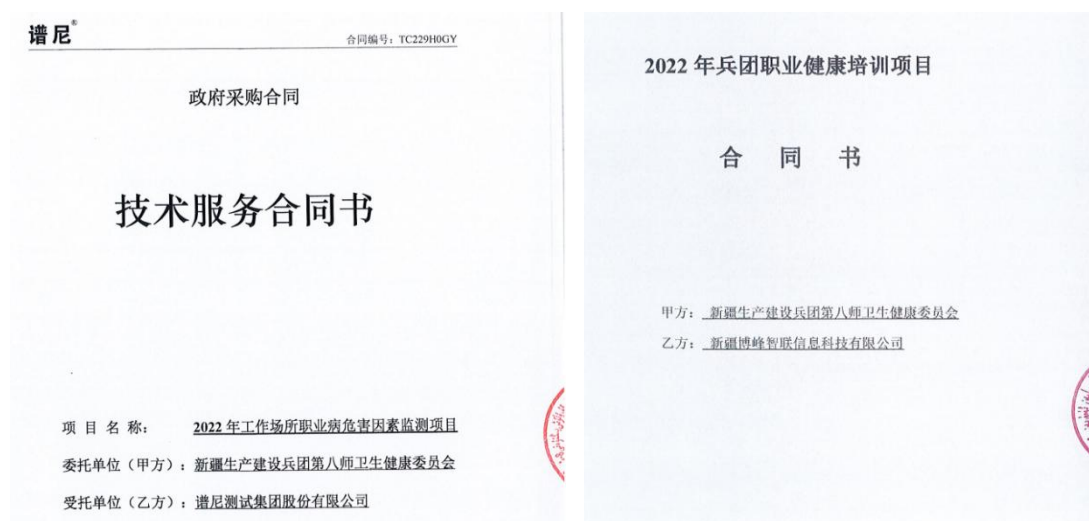 谱尼®
合同编号：TC229H0GY
政府采购合同
技术服务合同书
项目名称：2022年工作场所职业病危害因素监测项目
委托单位（甲方）：新疆生产建设兵团第八师卫生健康委员会
受托单位（乙方）：谱尼测试集团股份有限公司
2022年兵团职业健康培训项目
合同书
甲方：新疆生产建设兵团第八师卫生健康委员会
乙方：新疆博峰智联信息科技有限公司